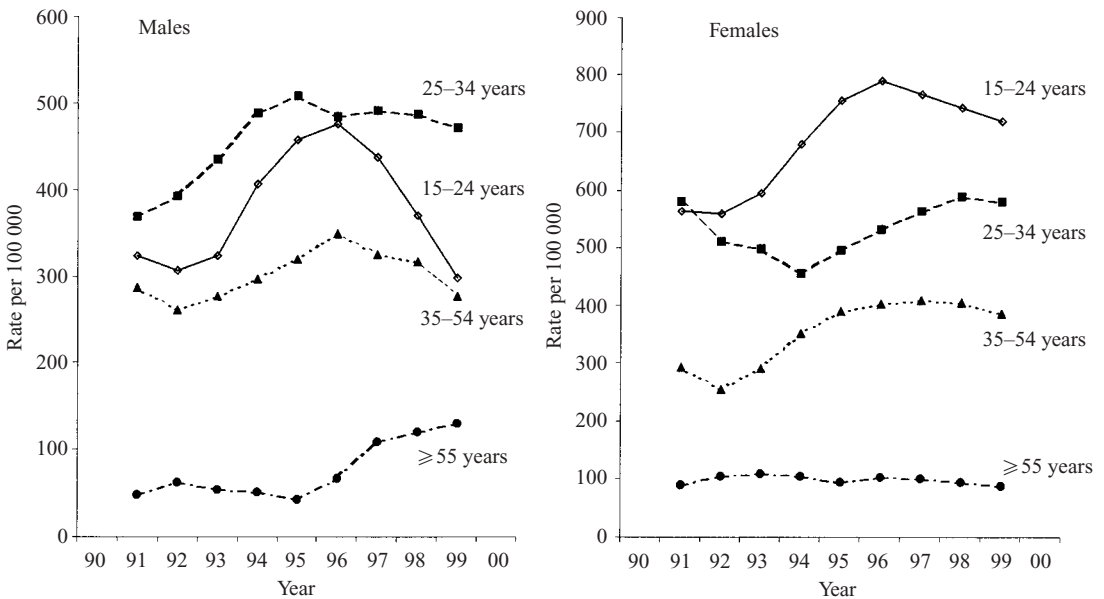 Males
600
500
400
300
200
100
0
Rate per 100 000
25–34 years
15–24 years
35–54 years
⩾55 years
90 91 92 93 94 95 96 97 98 99 00
Year
Females
900
800
700
600
500
400
300
200
100
0
Rate per 100 000
15–24 years
25–34 years
35–54 years
⩾55 years
90 91 92 93 94 95 96 97 98 99 00
Year